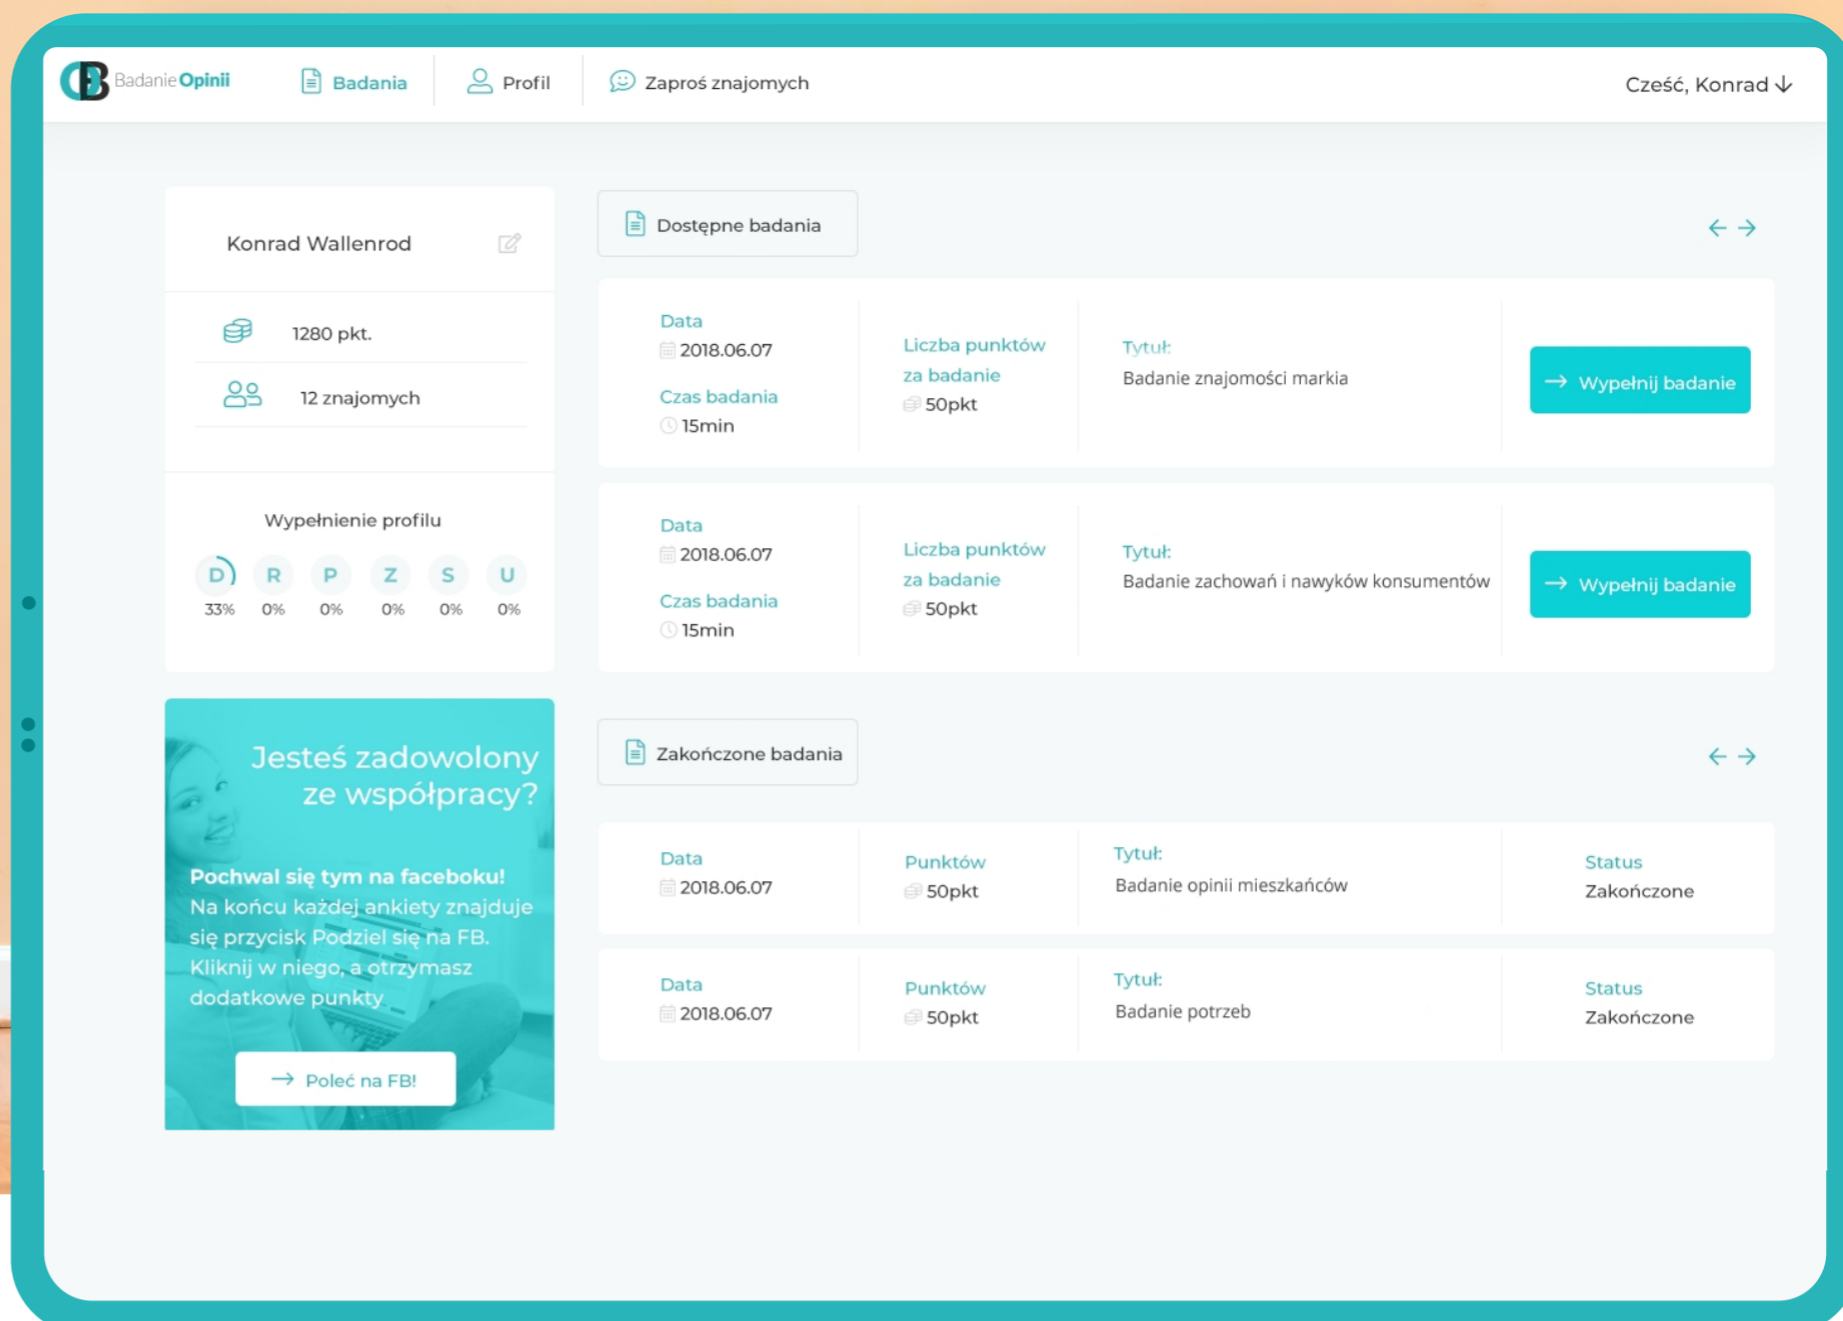 Badanie Opinii
Badania
Profil
Zaproś znajomych
Cześć, Konrad
Konrad Wallenrod
1280 pkt.
12 znajomych
Wypełnienie profilu
D R P Z S U
33% 0% 0% 0% 0% 0%
Jesteś zadowolony
ze współpracy?
Pochwal się tym na faceboku!
Na końcu każdej ankiety znajduje
się przycisk Podziel się na FB.
Kliknij w niego, a otrzymasz
dodatkowe punkty
Poleć na FB!
Dostępne badania
Data
2018.06.07
Czas badania
15min
Liczba punktów
za badanie
50pkt
Tytuł:
Badanie znajomości markia
Wypełnij badanie
Data
2018.06.07
Czas badania
15min
Liczba punktów
za badanie
50pkt
Tytuł:
Badanie zachowań i nawyków konsumentów
Wypełnij badanie
Zakończone badania
Data
2018.06.07
Punktów
50pkt
Tytuł:
Badanie opinii mieszkańców
Status
Zakończone
Data
2018.06.07
Punktów
50pkt
Tytuł:
Badanie potrzeb
Status
Zakończone